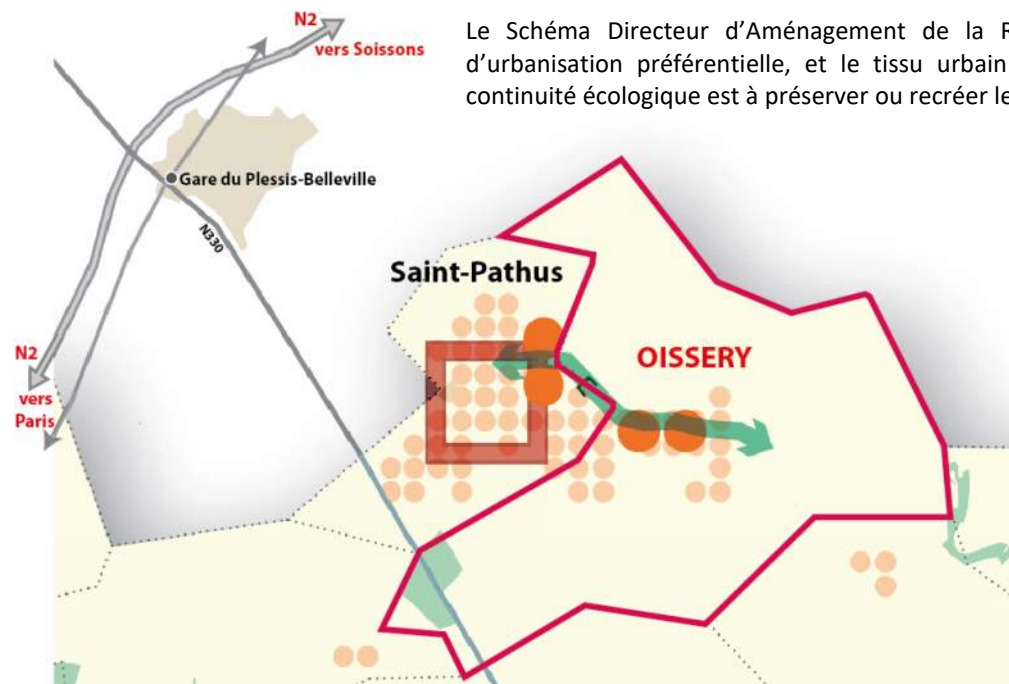 N2
vers Soissons
Le Schéma Directeur d’Aménagement de la R
d’urbanisation préférentielle, et le tissu urbain
continuité écologique est à préserver ou recréer le
Gare du Plessis-Belleville
N330
Saint-Pathus
OISSERY
N2
vers
Paris